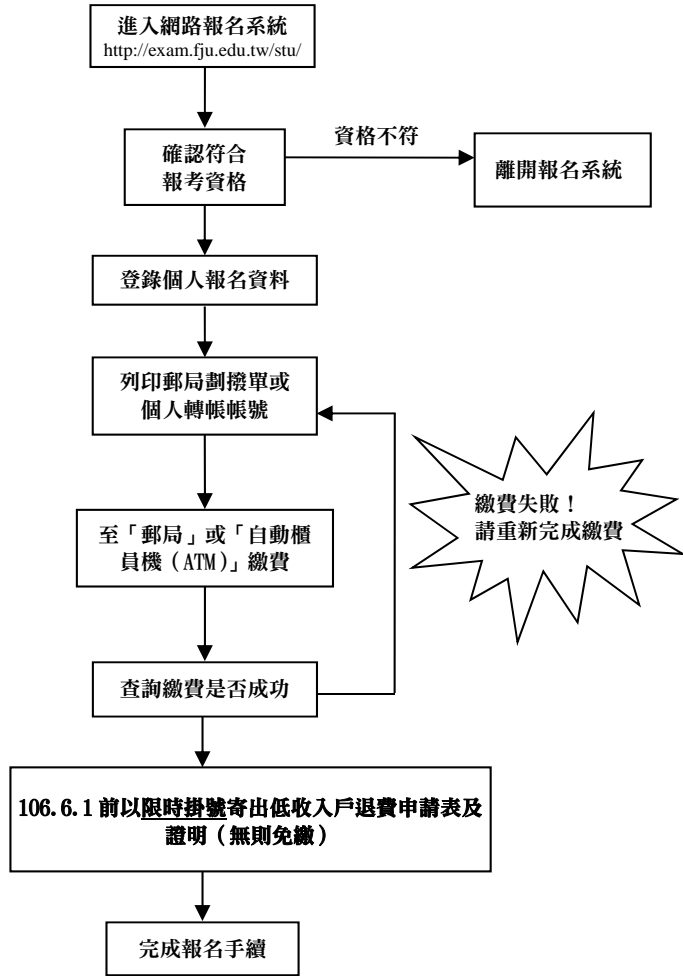 進入網路報名系統
http://exam.fju.edu.tw/stu/
確認符合
報考資格
資格不符
離開報名系統
登錄個人報名資料
列印郵局劃撥單或
個人轉帳帳號
繳費失敗！
請重新完成繳費
至「郵局」或「自動櫃
員機（ATM）」繳費
查詢繳費是否成功
106.6.1 前以限時掛號寄出低收入戶退費申請表及
證明（無則免繳）
完成報名手續